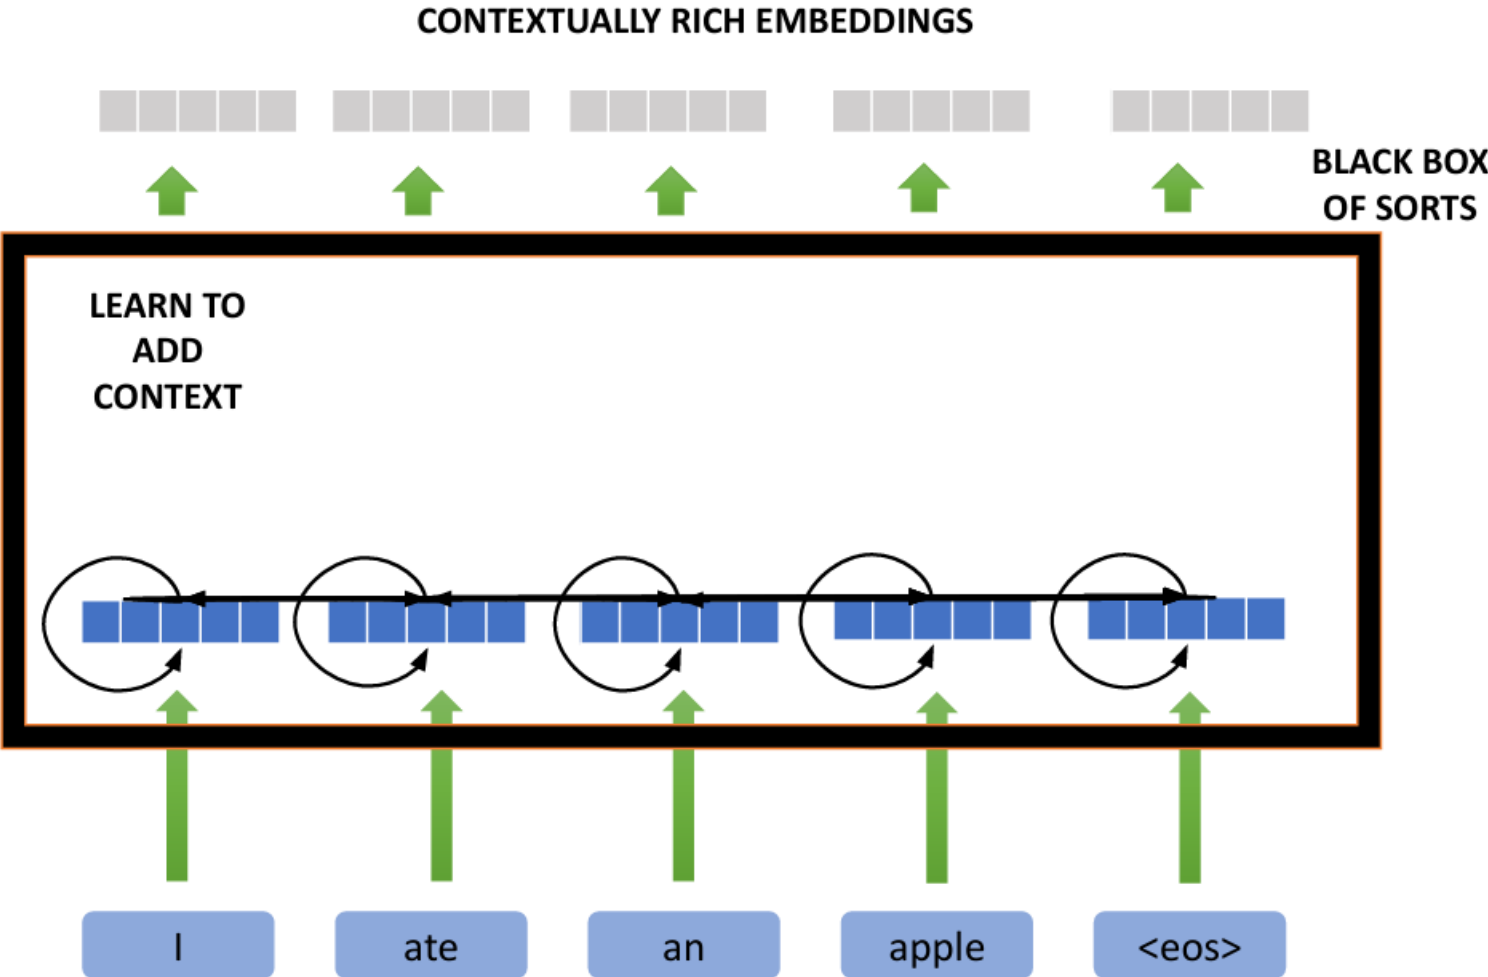 CONTEXTUALLY RICH EMBEDDINGS
BLACK BOX
OF SORTS
LEARN TO
ADD
CONTEXT
I
ate
an
apple
<eos>